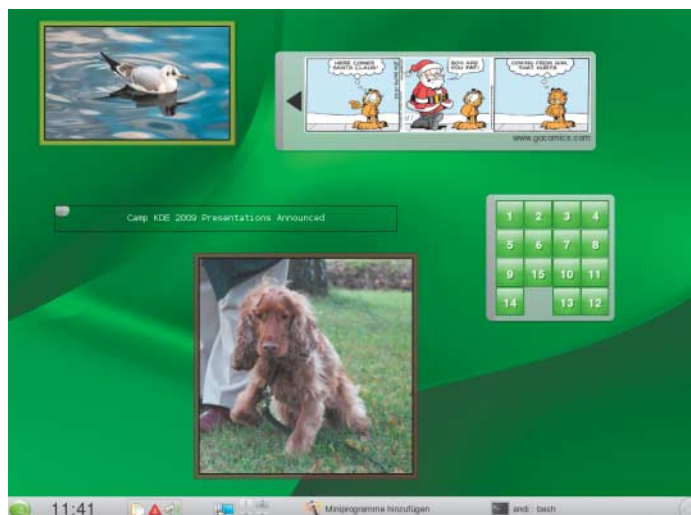 HERE COMES
SANTA CLAUS!
BOY, ARE
YOU FAT!
COMING FROM HIM,
THAT HURTS
www.gocomics.com
Camp KDE 2009 Presentations Announced
1 2 3 4
5 6 7 8
9 15 10 11
14 13 12
11:41
Miniprogramme hinzufügen
andi : bash